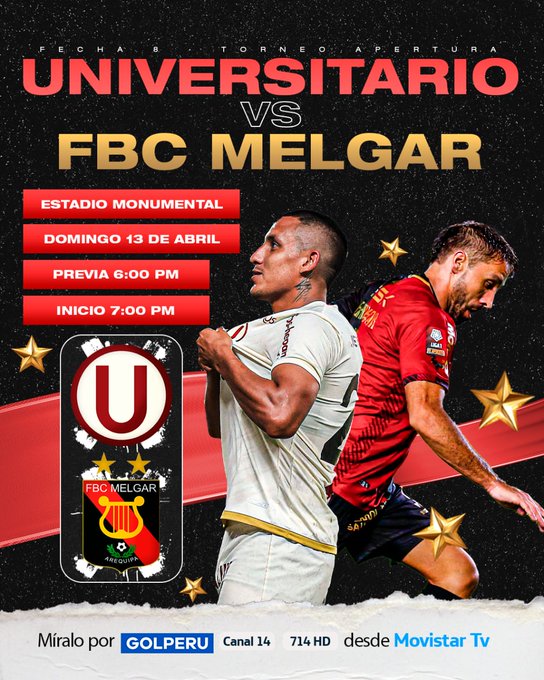 FECHA 8 - TORNEO APERTURA
UNIVERSITARIO
VS
FBC MELGAR
ESTADIO MONUMENTAL
DOMINGO 13 DE ABRIL
PREVIA 6:00 PM
INICIO 7:00 PM
U
FBC MELGAR
AREQUIPA
Míralo por GOLPERU Canal 14 714 HD desde Movistar Tv